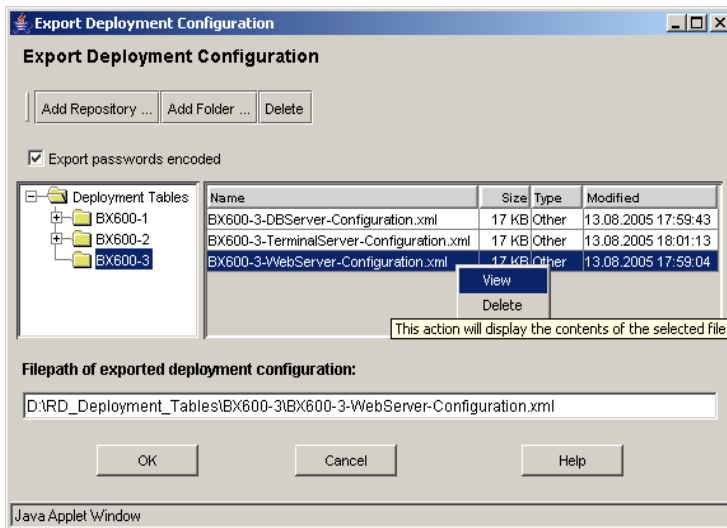 Export Deployment Configuration
Export Deployment Configuration
Add Repository ... Add Folder ... Delete
Export passwords encoded
Deployment Tables
BX600-1
BX600-2
BX600-3
Name Size Type Modified
BX600-3-DBServer-Configuration.xml 17 KB Other 13.08.2005 17:59:43
BX600-3-TerminalServer-Configuration.xml 17 KB Other 13.08.2005 18:01:13
BX600-3-WebServer-Configuration.xml 17 KB Other 13.08.2005 17:59:04
View
Delete
This action will display the contents of the selected file
Filepath of exported deployment configuration:
D:\RD_Deployment_Tables\BX600-3\BX600-3-WebServer-Configuration.xml
OK Cancel Help
Java Applet Window